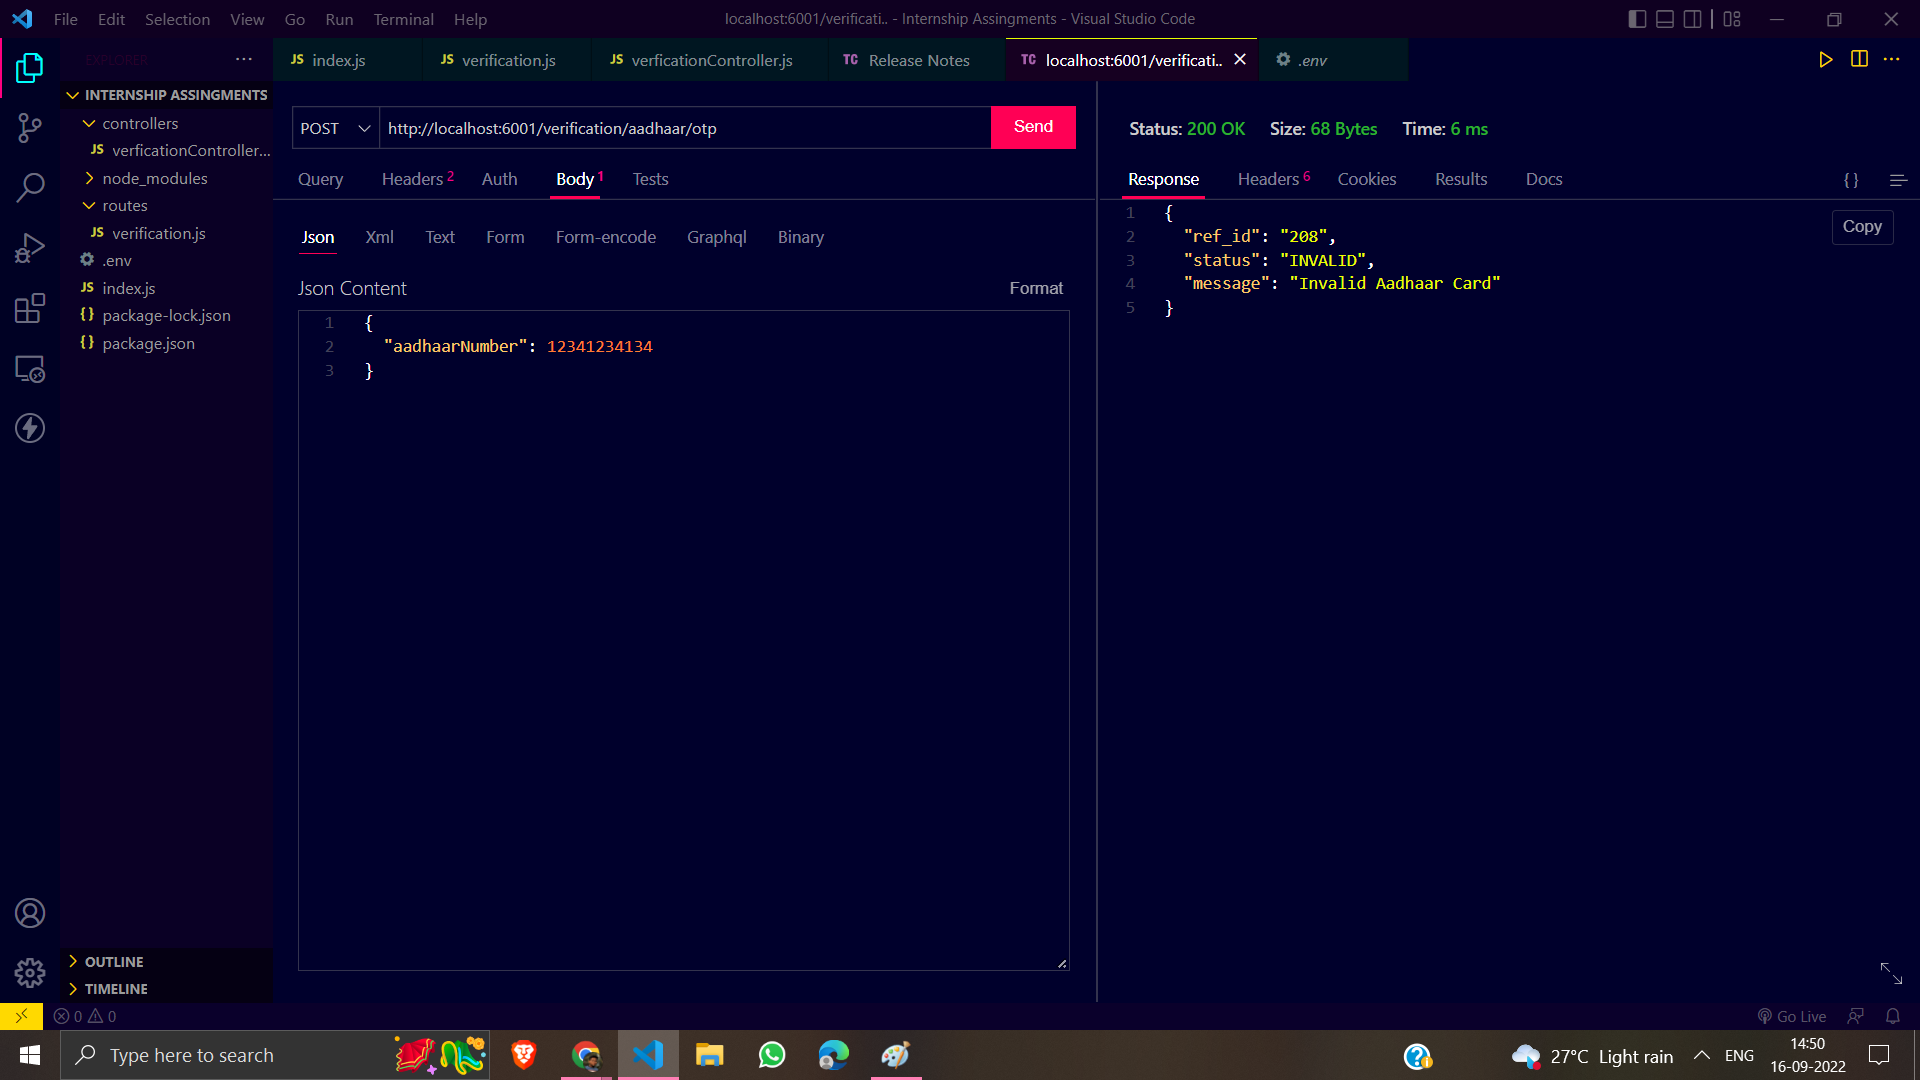 File Edit Selection View Go Run Terminal Help
localhost:6001/verificati.. - Internship Assingments - Visual Studio Code
EXPLORER ...
JS index.js
JS verification.js
JS verficationController.js
TC Release Notes
TC localhost:6001/verificati..
.env
INTERNSHIP ASSINGMENTS
controllers
JS verficationController...
node_modules
routes
JS verification.js
.env
JS index.js
{} package-lock.json
{} package.json
OUTLINE
TIMELINE
POST http://localhost:6001/verification/aadhaar/otp Send
Query Headers 2 Auth Body 1 Tests
Json Xml Text Form Form-encode Graphql Binary
Json Content Format
1 {
2 "aadhaarNumber": 12341234134
3 }
Status: 200 OK Size: 68 Bytes Time: 6 ms
Response Headers 6 Cookies Results Docs {}
Copy
1 {
2 "ref_id": "208",
3 "status": "INVALID",
4 "message": "Invalid Aadhaar Card"
5 }
0 0
Go Live
Type here to search
27°C Light rain
ENG
14:50
16-09-2022